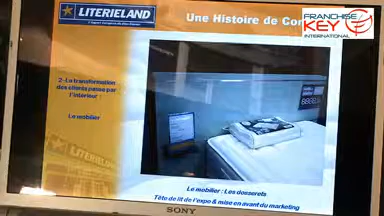 LITERIELAND
Une Histoire de Con
FRANCHISE
KEY
INTERNATIONAL
2-La transformation
des clients passe par
l'intérieur :
Le mobilier
Le mobilier : Les dosserets
Tête de lit de l'expo & mise en avant du marketing
SONY